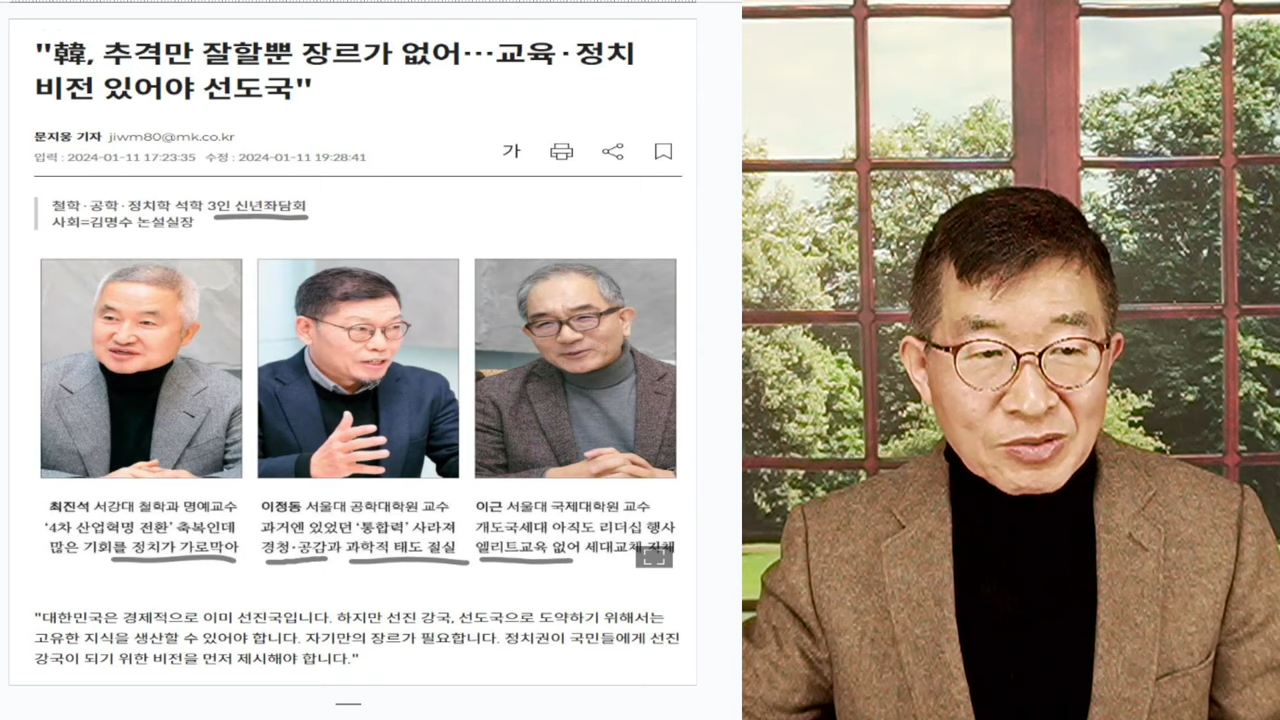 "韓, 추격만 잘할뿐 장르가 없어…교육·정치
비전 있어야 선도국"
문지웅 기자 jiwm80@mk.co.kr
입력 : 2024-01-11 17:23:35 수정 : 2024-01-11 19:28:41
가
철학·공학·정치학 석학 3인 신년좌담회
사회=김명수 논설실장
최진석 서강대 철학과 명예교수
'4차 산업혁명 전환' 축복인데
많은 기회를 정치가 가로막아
이정동 서울대 공학대학원 교수
과거엔 있었던 '통합력' 사라져
경청·공감과 과학적 태도 절실
이근 서울대 국제대학원 교수
개도국세대 아직도 리더십 행사
엘리트교육 없어 세대교체 지체
"대한민국은 경제적으로 이미 선진국입니다. 하지만 선진 강국, 선도국으로 도약하기 위해서는
고유한 지식을 생산할 수 있어야 합니다. 자기만의 장르가 필요합니다. 정치권이 국민들에게 선진
강국이 되기 위한 비전을 먼저 제시해야 합니다."